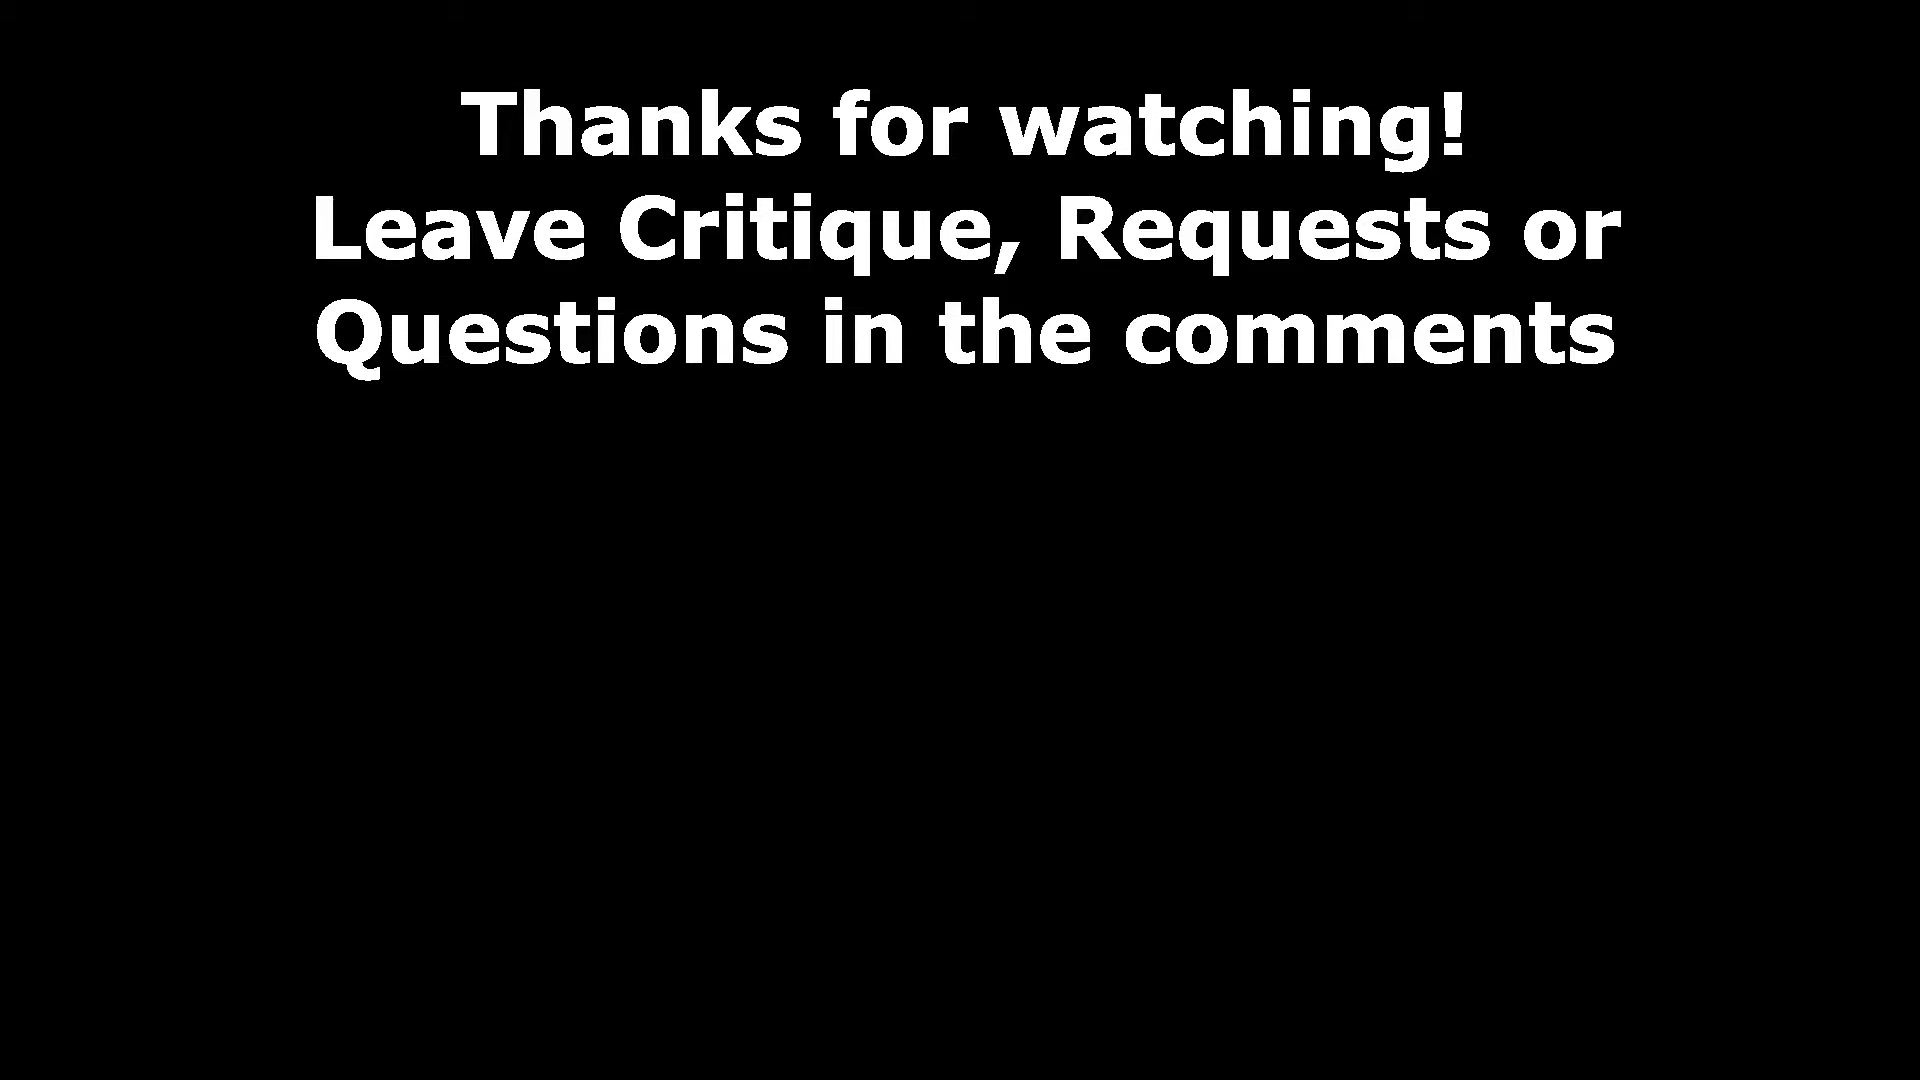 Thanks for watching!
Leave Critique, Requests or
Questions in the comments